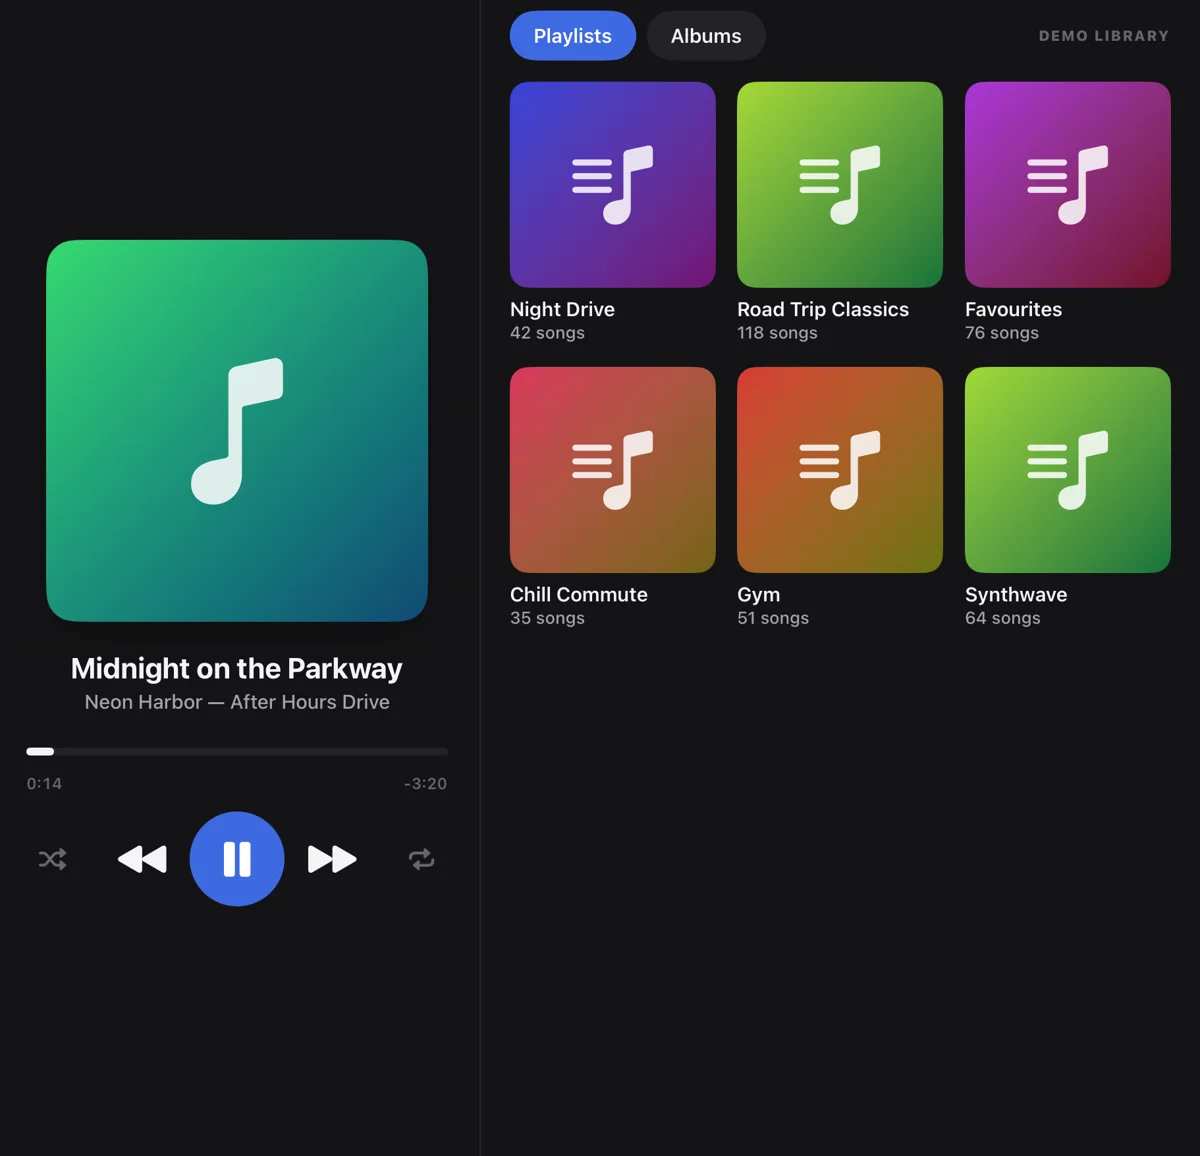 Playlists
Albums
DEMO LIBRARY
Night Drive
42 songs
Road Trip Classics
118 songs
Favourites
76 songs
Chill Commute
35 songs
Gym
51 songs
Synthwave
64 songs
Midnight on the Parkway
Neon Harbor — After Hours Drive
0:14
-3:20